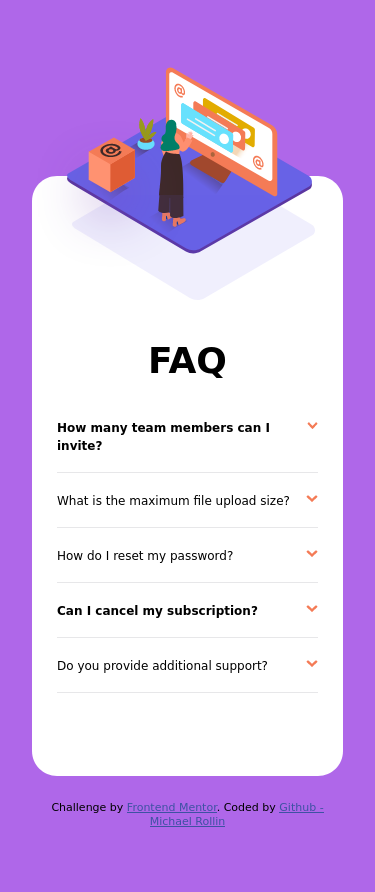 @
@
@
FAQ
How many team members can I
invite?
What is the maximum file upload size?
How do I reset my password?
Can I cancel my subscription?
Do you provide additional support?
Challenge by Frontend Mentor. Coded by Github -
Michael Rollin